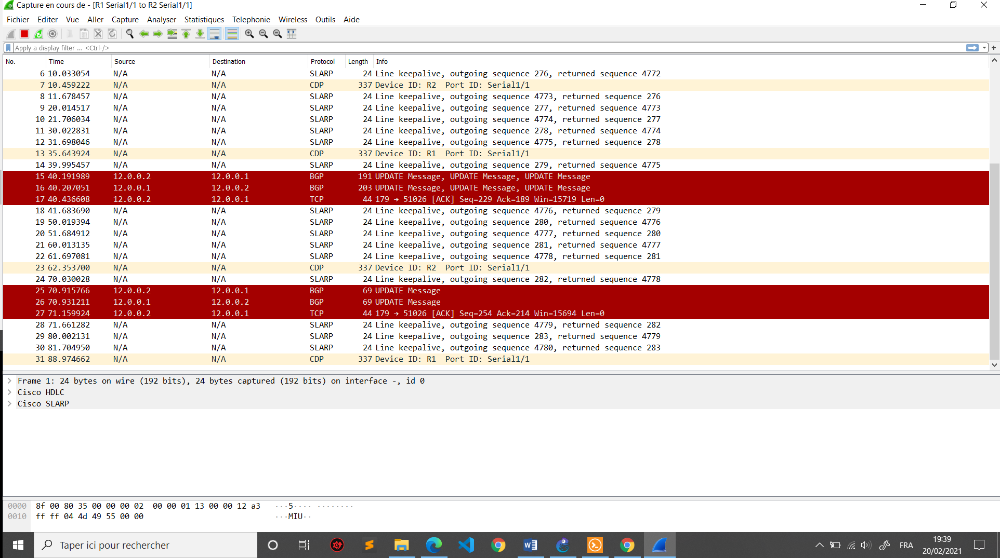 Capture en cours de - [R1 Serial1/1 to R2 Serial1/1]
Fichier Editer Vue Aller Capture Analyser Statistiques Telephonie Wireless Outils Aide
Apply a display filter ... <Ctrl-/>
No. Time Source Destination Protocol Length Info
6 10.033054 N/A N/A SLARP 24 Line keepalive, outgoing sequence 276, returned sequence 4772
7 10.459222 N/A N/A CDP 337 Device ID: R2 Port ID: Serial1/1
8 11.678457 N/A N/A SLARP 24 Line keepalive, outgoing sequence 4773, returned sequence 276
9 20.014517 N/A N/A SLARP 24 Line keepalive, outgoing sequence 277, returned sequence 4773
10 21.706034 N/A N/A SLARP 24 Line keepalive, outgoing sequence 4774, returned sequence 277
11 30.022831 N/A N/A SLARP 24 Line keepalive, outgoing sequence 278, returned sequence 4774
12 31.698046 N/A N/A SLARP 24 Line keepalive, outgoing sequence 4775, returned sequence 278
13 35.643924 N/A N/A CDP 337 Device ID: R1 Port ID: Serial1/1
14 39.995457 N/A N/A SLARP 24 Line keepalive, outgoing sequence 279, returned sequence 4775
15 40.191989 12.0.0.2 12.0.0.1 BGP 191 UPDATE Message, UPDATE Message, UPDATE Message
16 40.207051 12.0.0.1 12.0.0.2 BGP 203 UPDATE Message, UPDATE Message, UPDATE Message
17 40.436608 12.0.0.2 12.0.0.1 TCP 44 179 → 51026 [ACK] Seq=229 Ack=189 Win=15719 Len=0
18 41.683690 N/A N/A SLARP 24 Line keepalive, outgoing sequence 4776, returned sequence 279
19 50.019394 N/A N/A SLARP 24 Line keepalive, outgoing sequence 280, returned sequence 4776
20 51.684912 N/A N/A SLARP 24 Line keepalive, outgoing sequence 4777, returned sequence 280
21 60.013135 N/A N/A SLARP 24 Line keepalive, outgoing sequence 281, returned sequence 4777
22 61.697081 N/A N/A SLARP 24 Line keepalive, outgoing sequence 4778, returned sequence 281
23 62.353700 N/A N/A CDP 337 Device ID: R2 Port ID: Serial1/1
24 70.030028 N/A N/A SLARP 24 Line keepalive, outgoing sequence 282, returned sequence 4778
25 70.915766 12.0.0.2 12.0.0.1 BGP 69 UPDATE Message
26 70.931211 12.0.0.1 12.0.0.2 BGP 69 UPDATE Message
27 71.159924 12.0.0.2 12.0.0.1 TCP 44 179 → 51026 [ACK] Seq=254 Ack=214 Win=15694 Len=0
28 71.661282 N/A N/A SLARP 24 Line keepalive, outgoing sequence 4779, returned sequence 282
29 80.002131 N/A N/A SLARP 24 Line keepalive, outgoing sequence 283, returned sequence 4779
30 81.704950 N/A N/A SLARP 24 Line keepalive, outgoing sequence 4780, returned sequence 283
31 88.974662 N/A N/A CDP 337 Device ID: R1 Port ID: Serial1/1
Frame 1: 24 bytes on wire (192 bits), 24 bytes captured (192 bits) on interface -, id 0
Cisco HDLC
Cisco SLARP
0000 8f 00 80 35 00 00 00 02 00 00 01 13 00 00 12 a3 ···5···· ········
0010 ff ff 04 4d 49 55 00 00 ···MIU··
Taper ici pour rechercher
FRA
19:39
20/02/2021